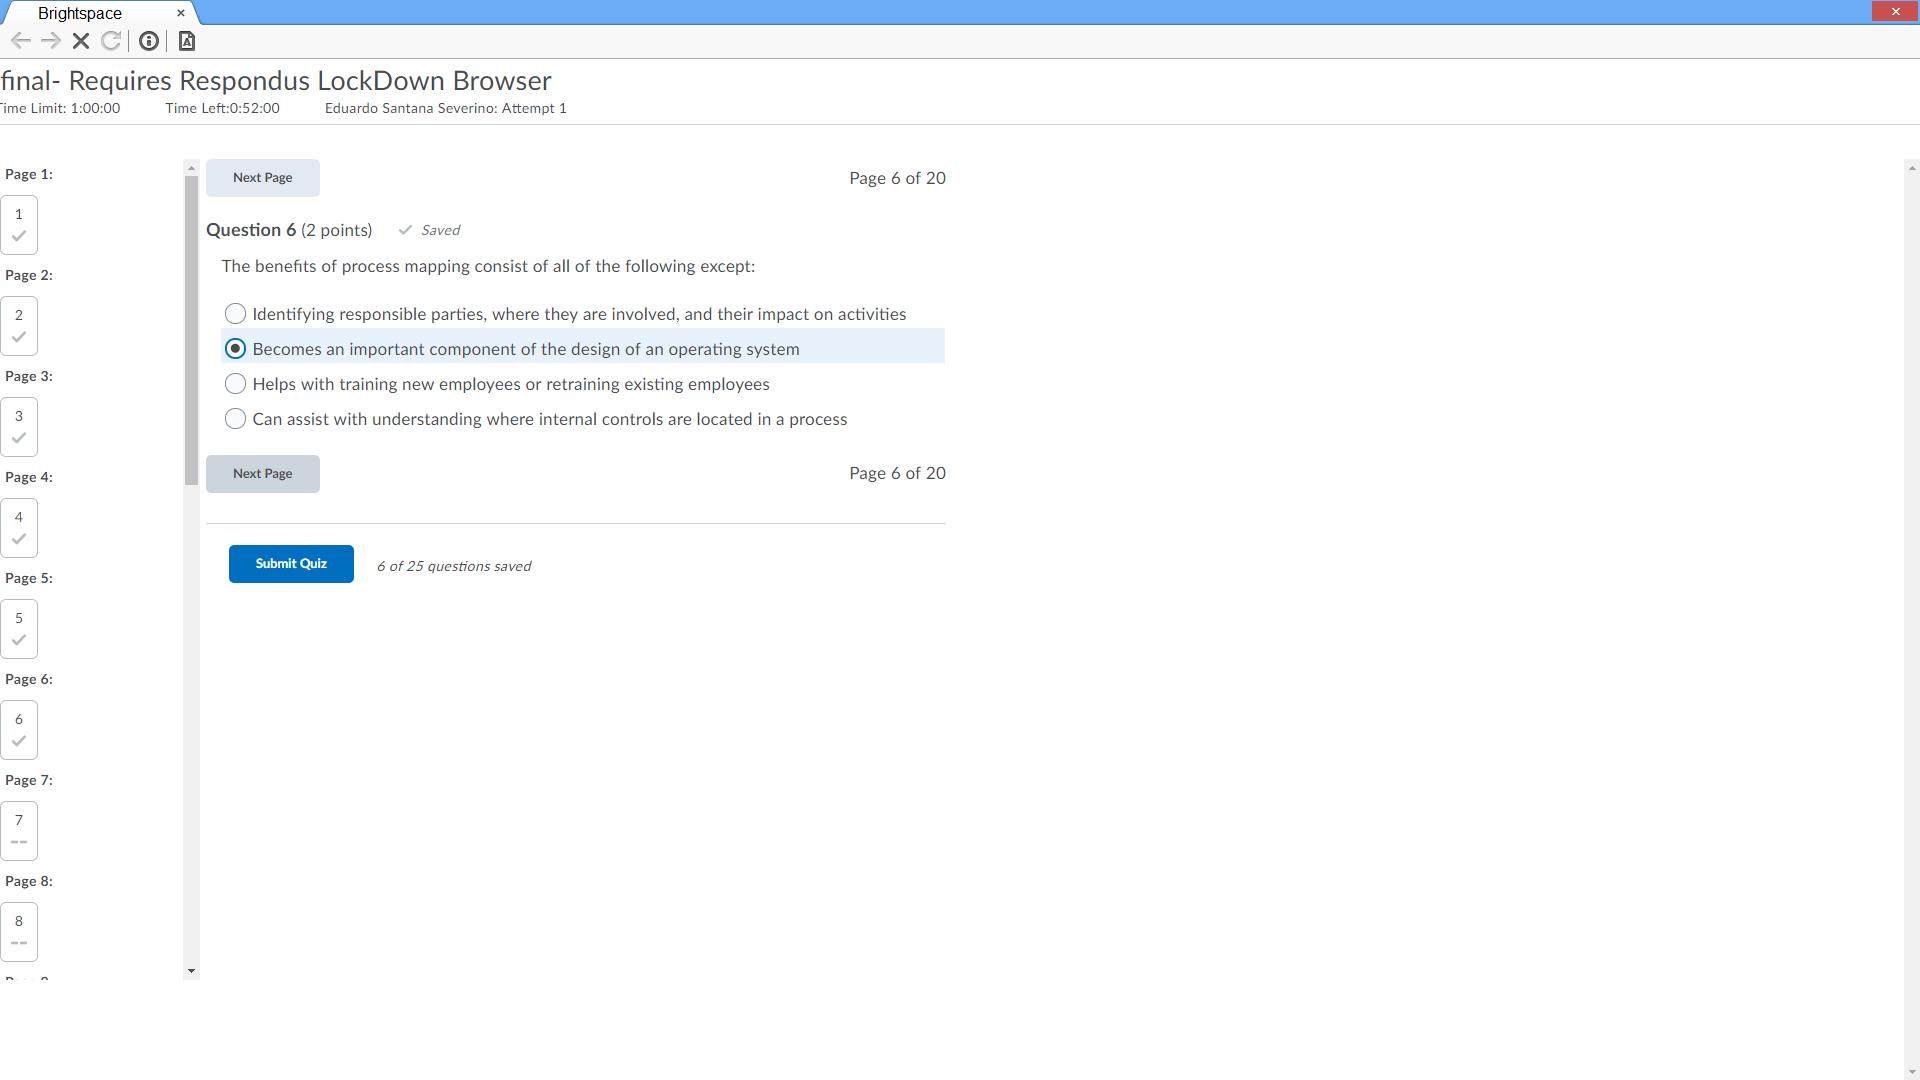 Brightspace
final- Requires Respondus LockDown Browser
Time Limit: 1:00:00 Time Left:0:52:00 Eduardo Santana Severino: Attempt 1
Page 1:
1
Page 2:
2
Page 3:
3
Page 4:
4
Page 5:
5
Page 6:
6
Page 7:
7
--
Page 8:
8
--
Next Page Page 6 of 20
Question 6 (2 points) Saved
The benefits of process mapping consist of all of the following except:
Identifying responsible parties, where they are involved, and their impact on activities
Becomes an important component of the design of an operating system
Helps with training new employees or retraining existing employees
Can assist with understanding where internal controls are located in a process
Next Page Page 6 of 20
Submit Quiz 6 of 25 questions saved